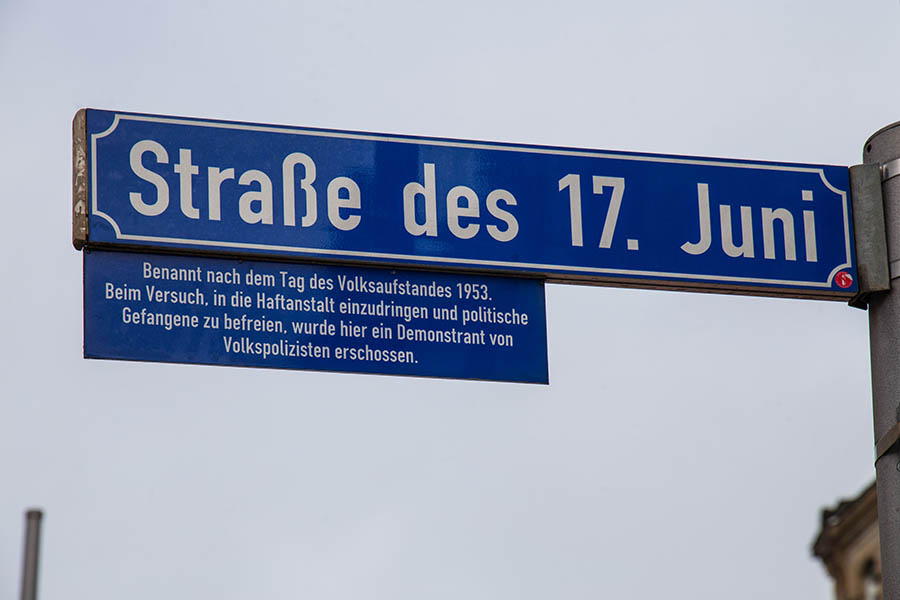 Straße des 17. Juni
Benannt nach dem Tag des Volksaufstandes 1953.
Beim Versuch, in die Haftanstalt einzudringen und politische
Gefangene zu befreien, wurde hier ein Demonstrant von
Volkspolizisten erschossen.